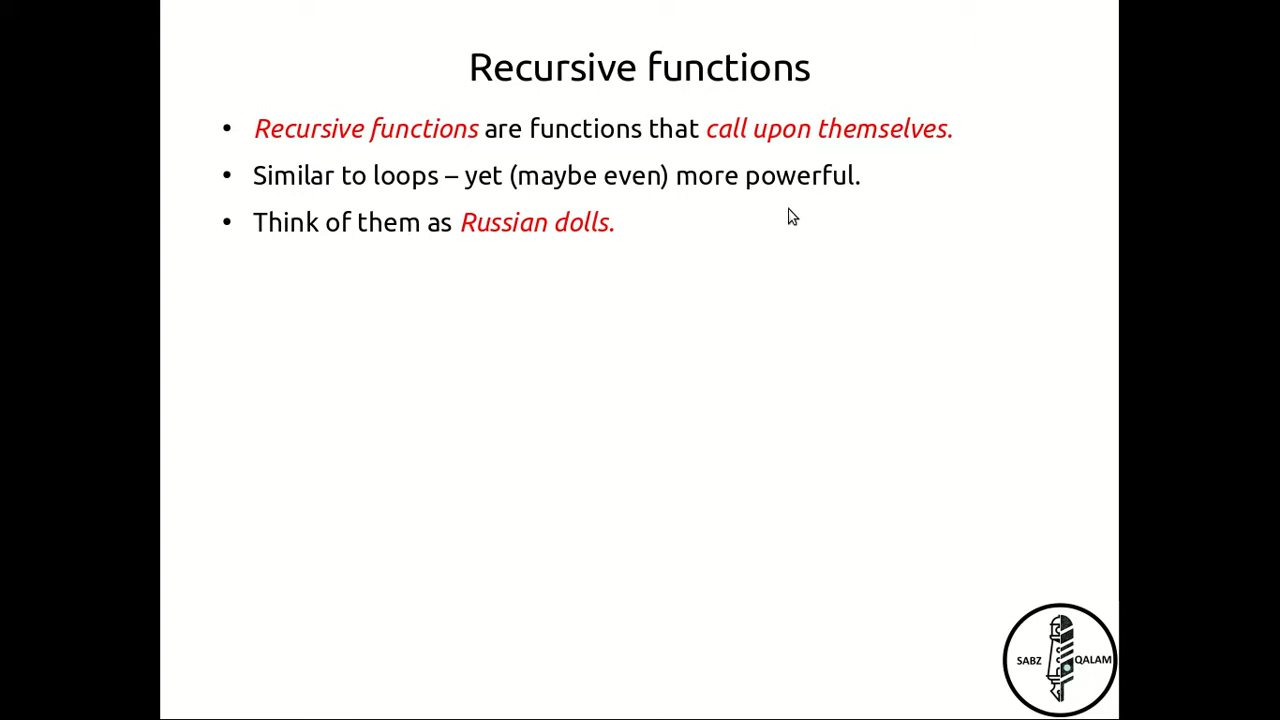 Recursive functions
• Recursive functions are functions that call upon themselves.
• Similar to loops – yet (maybe even) more powerful.
• Think of them as Russian dolls.
SABZ QALAM